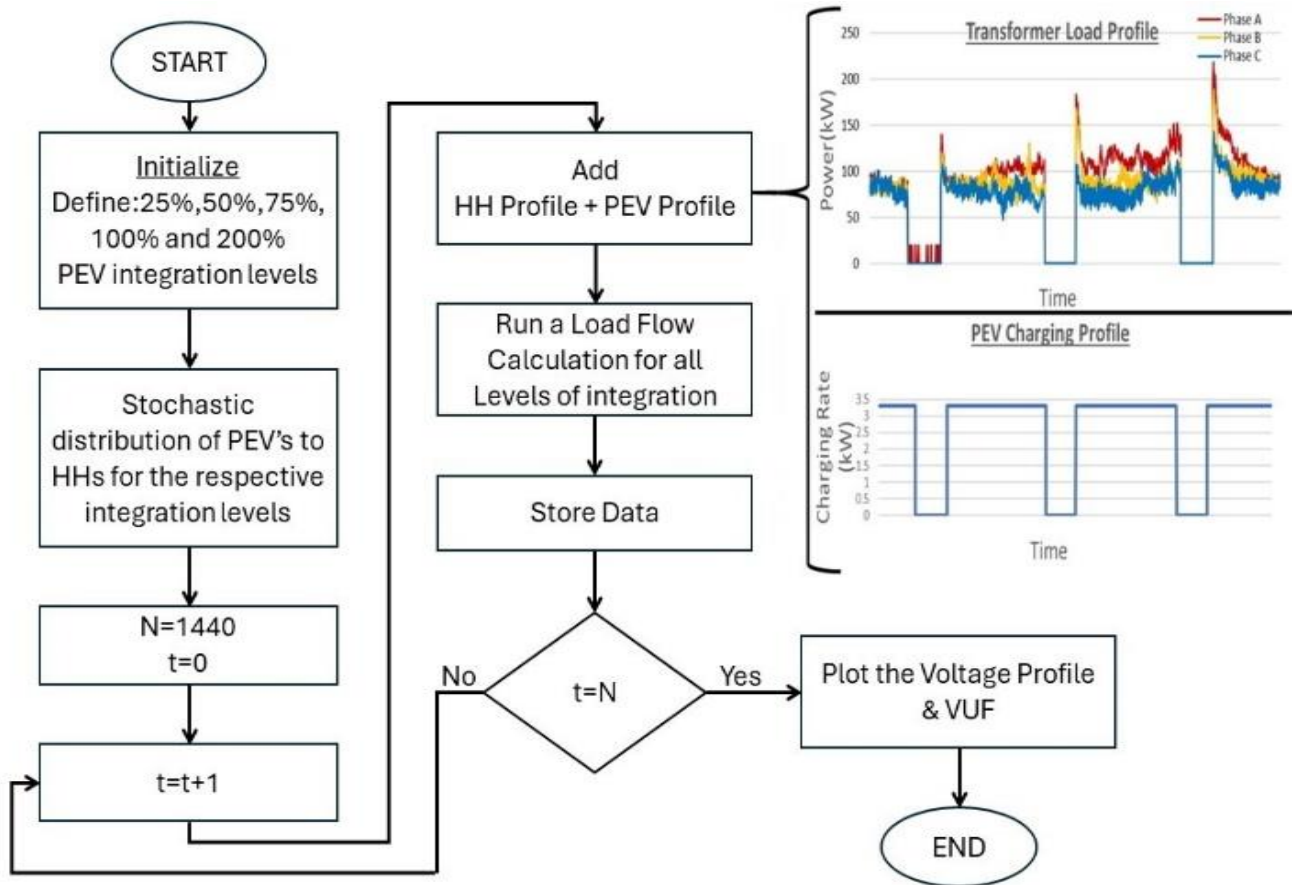 START
Initialize
Define:25%,50%,75%,
100% and 200%
PEV integration levels
Stochastic
distribution of PEV's to
HHs for the respective
integration levels
N=1440
t=0
t=t+1
Add
HH Profile + PEV Profile
Run a Load Flow
Calculation for all
Levels of integration
Store Data
t=N
No
Yes
Plot the Voltage Profile
& VUF
END
Transformer Load Profile
Phase A
Phase B
Phase C
Power(kW)
250
200
150
100
50
0
Time
PEV Charging Profile
Charging Rate
(kW)
3.5
3
2.5
2
1.5
1
0.5
0
Time